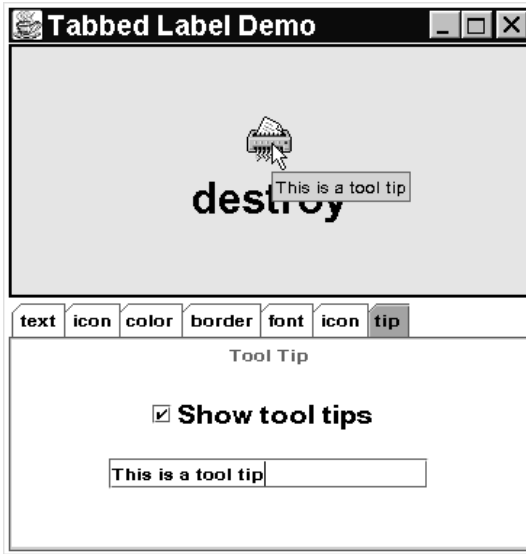 Tabbed Label Demo
This is a tool tip
destroy
text icon color border font icon tip
Tool Tip
Show tool tips
This is a tool tip